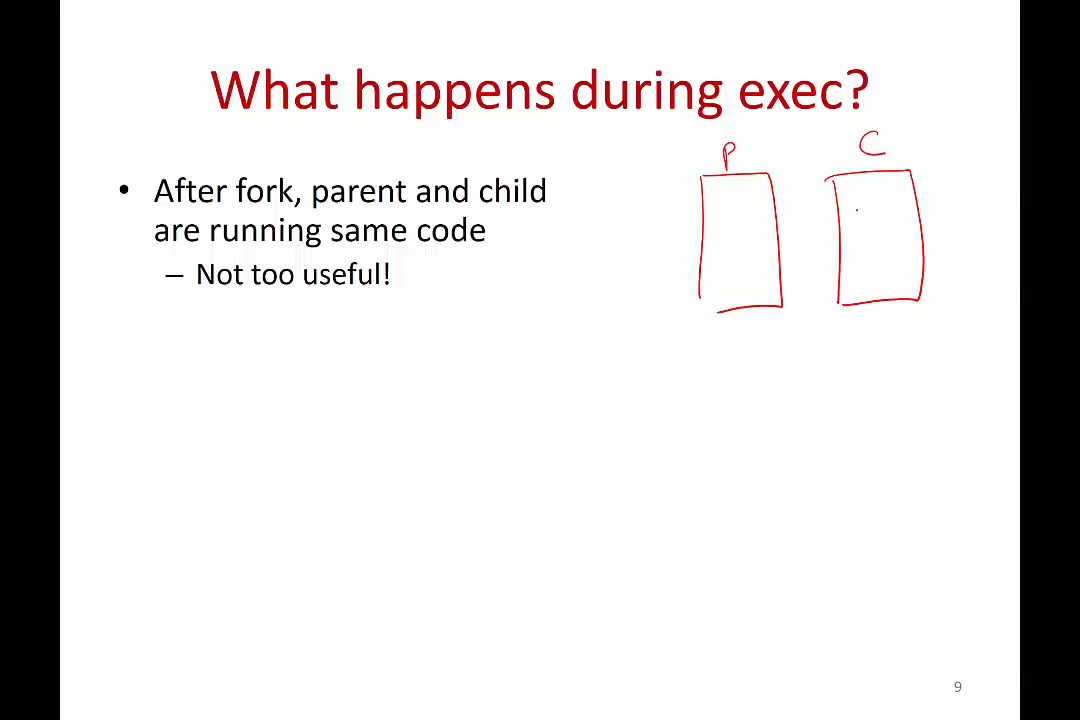 What happens during exec?
P C
• After fork, parent and child
are running same code
– Not too useful!
9